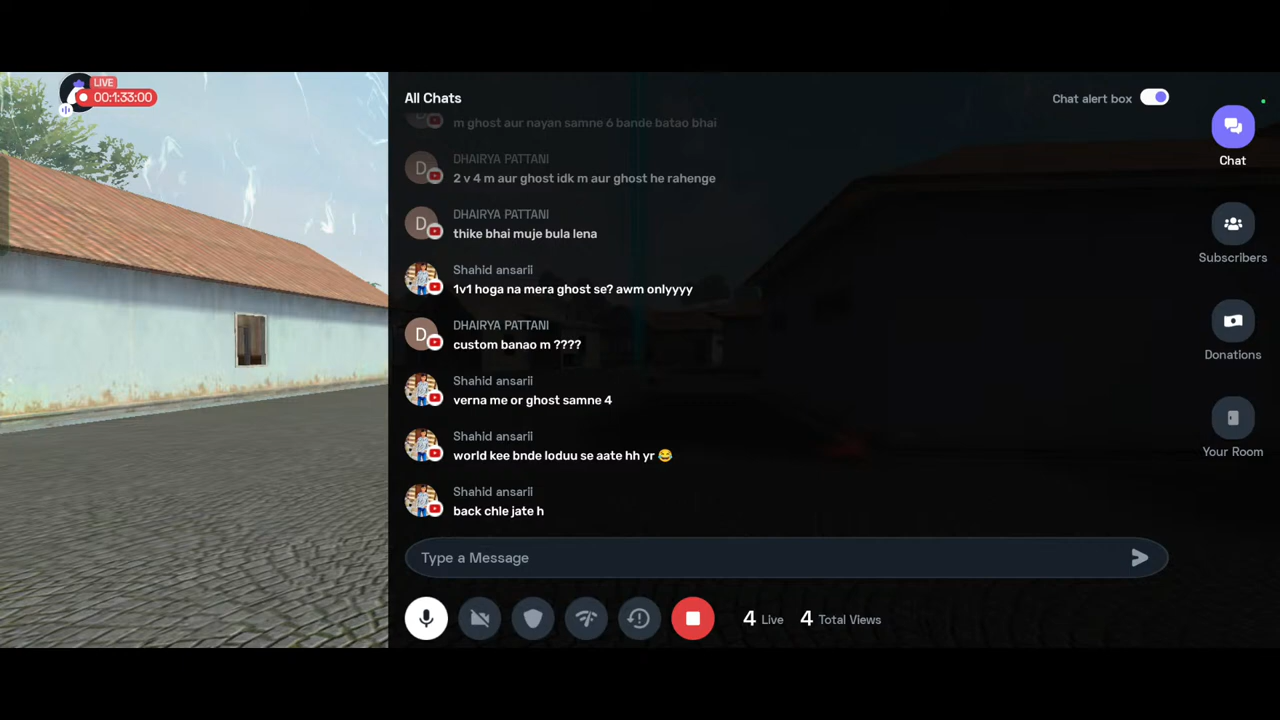 LIVE
00:1:33:00
All Chats
Chat alert box
m ghost aur nayan samne 6 bande batao bhai
DHAIRYA PATTANI
D
2 v 4 m aur ghost idk m aur ghost he rahenge
DHAIRYA PATTANI
D
thike bhai muje bula lena
Shahid ansarii
1v1 hoga na mera ghost se? awm onlyyyy
DHAIRYA PATTANI
D
custom banao m ????
Shahid ansarii
verna me or ghost samne 4
Shahid ansarii
world kee bnde loduu se aate hh yr 😂
Shahid ansarii
back chle jate h
Type a Message
4 Live 4 Total Views
Chat
Subscribers
Donations
Your Room